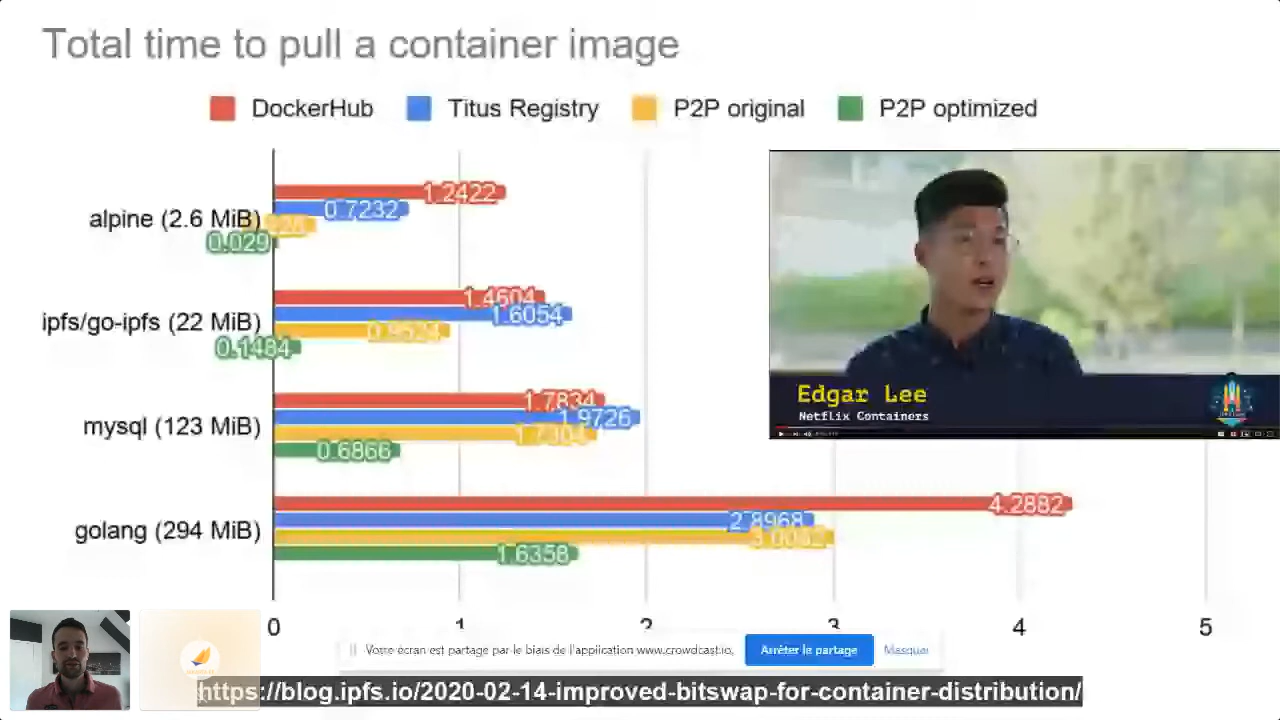 Total time to pull a container image
DockerHub Titus Registry P2P original P2P optimized
alpine (2.6 MiB)
1.2422
0.7232
0.029
ipfs/go-ipfs (22 MiB)
1.4604
1.6054
0.1484
mysql (123 MiB)
1.7834
1.9726
0.6866
golang (294 MiB)
4.2882
2.8968
1.6358
Edgar Lee
Netflix Containers
0 1 2 3 4 5
Votre écran est partagé par le biais de l'application www.crowdcast.io.
Arrêter le partage
Masquer
https://blog.ipfs.io/2020-02-14-improved-bitswap-for-container-distribution/